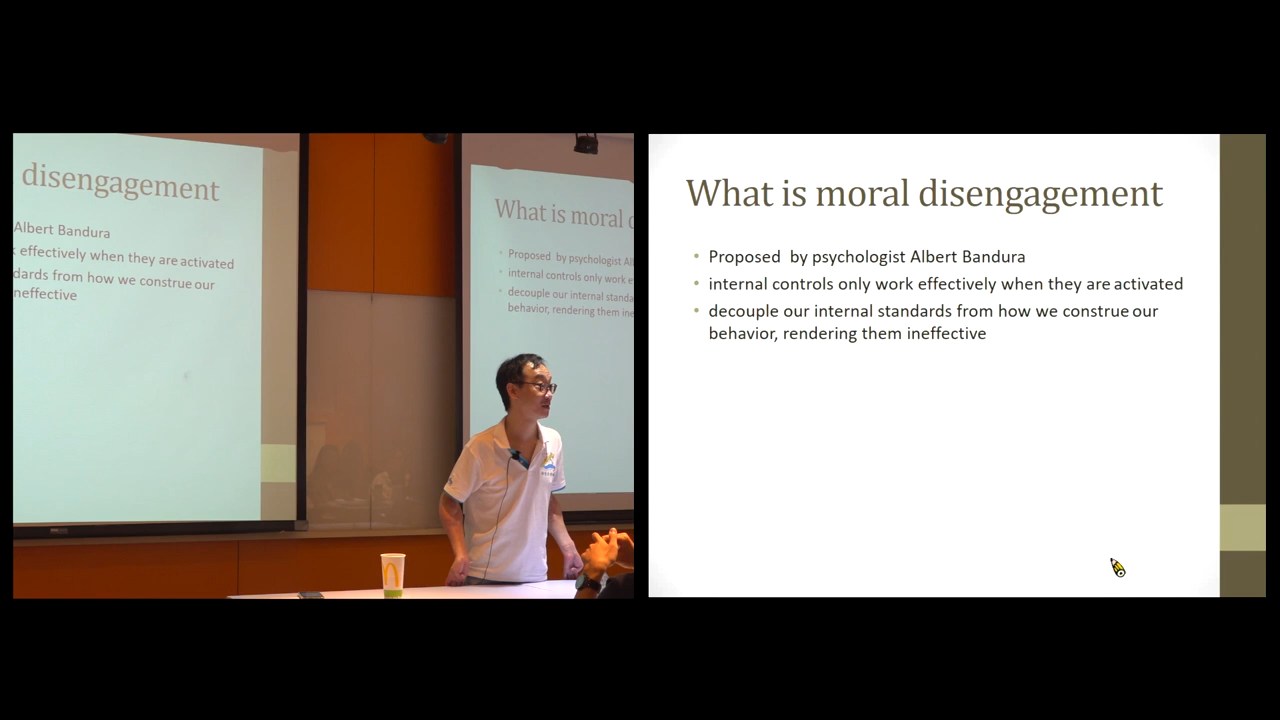 disengagement
Albert Bandura
effectively when they are activated
dards from how we construe our
neffective
What is moral d
Proposed by psychologist Al
internal controls only work e
decouple our internal standa
behavior, rendering them ine
What is moral disengagement
Proposed by psychologist Albert Bandura
internal controls only work effectively when they are activated
decouple our internal standards from how we construe our
behavior, rendering them ineffective